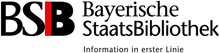 BSB Bayerische
StaatsBibliothek
Information in erster Linie